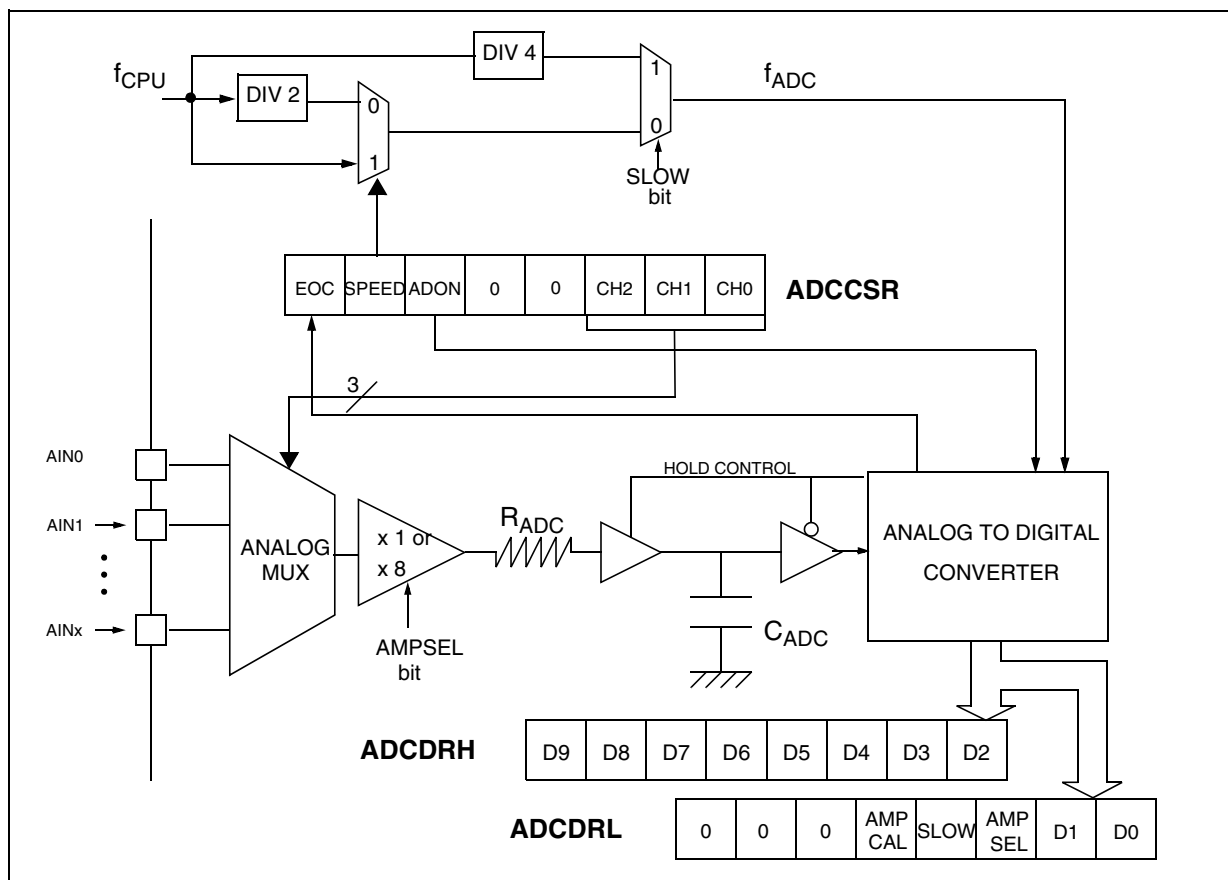 DIV 4
fCPU
1
fADC
DIV 2
0
0
1
SLOW
bit
EOC SPEED ADON 0 0 CH2 CH1 CH0 ADCCSR
3
AIN0
HOLD CONTROL
RADC
AIN1
ANALOG
MUX
x 1 or
x 8
ANALOG TO DIGITAL
CONVERTER
AINx
CADC
AMPSEL
bit
ADCDRH D9 D8 D7 D6 D5 D4 D3 D2
ADCDRL 0 0 0 AMP CAL SLOW AMP SEL D1 D0